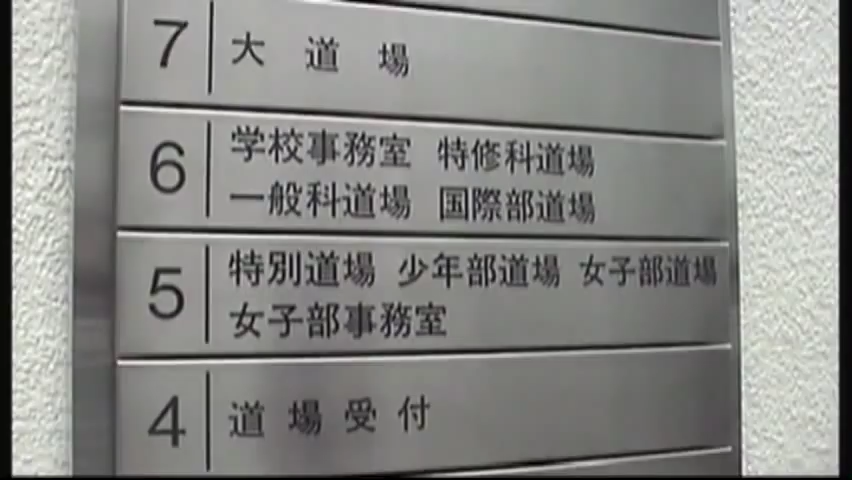 7 大道場
6 学校事務室 特修科道場
一般科道場 国際部道場
5 特別道場 少年部道場 女子部道場
女子部事務室
4 道場受付